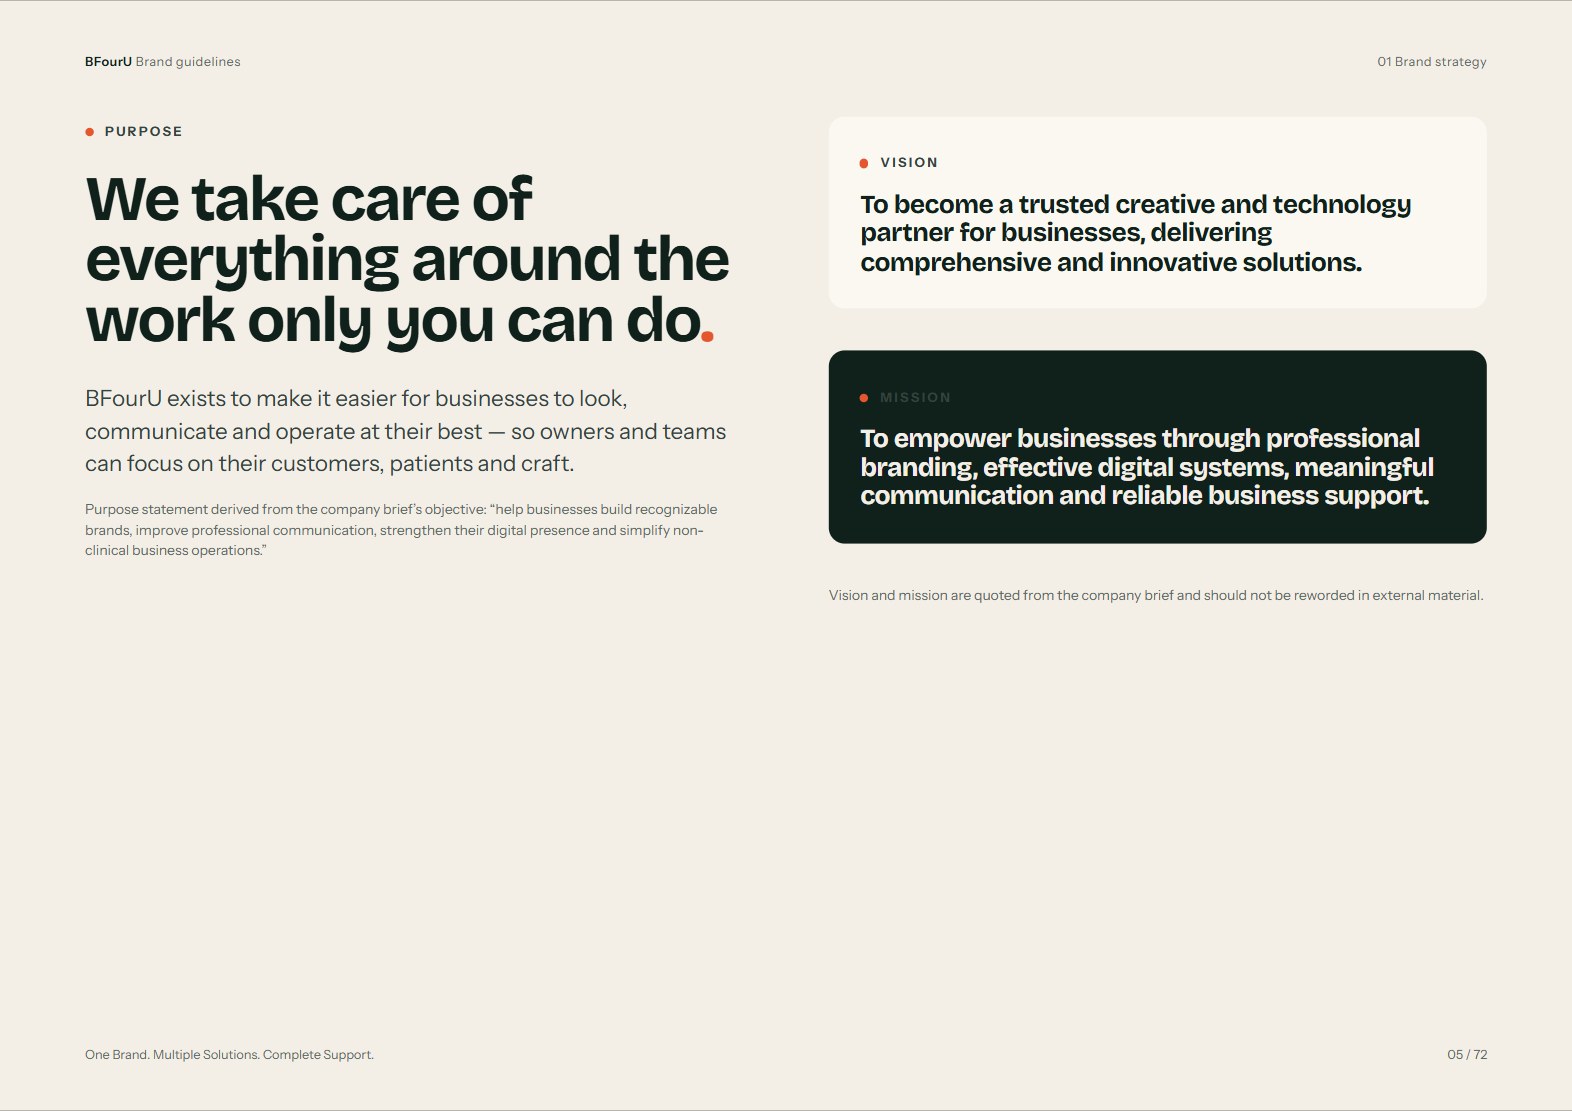 BFourU Brand guidelines
01 Brand strategy
PURPOSE
We take care of
everything around the
work only you can do.
BFourU exists to make it easier for businesses to look,
communicate and operate at their best — so owners and teams
can focus on their customers, patients and craft.
Purpose statement derived from the company brief’s objective: “help businesses build recognizable
brands, improve professional communication, strengthen their digital presence and simplify non-
clinical business operations.”
VISION
To become a trusted creative and technology
partner for businesses, delivering
comprehensive and innovative solutions.
MISSION
To empower businesses through professional
branding, effective digital systems, meaningful
communication and reliable business support.
Vision and mission are quoted from the company brief and should not be reworded in external material.
One Brand. Multiple Solutions. Complete Support.
05 / 72